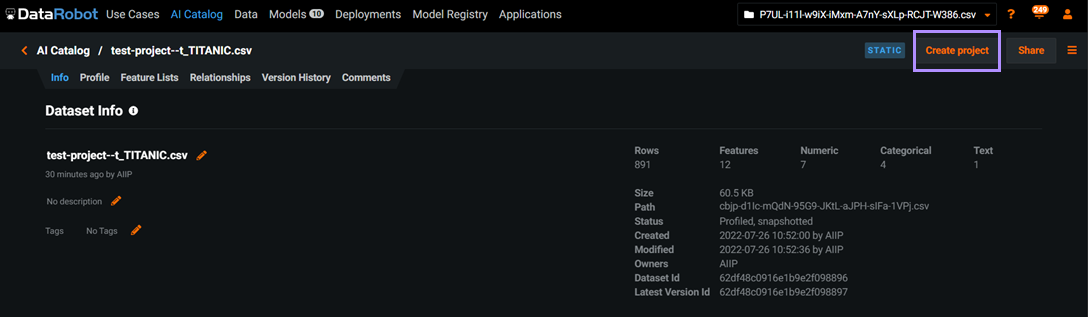 DataRobot Use Cases AI Catalog Data Models 10 Deployments Model Registry Applications P7UL-i11l-w9iX-iMxm-A7nY-sXLp-RCJT-W386.csv ? 249
AI Catalog / test-project--t_TITANIC.csv STATIC Create project Share
Info Profile Feature Lists Relationships Version History Comments
Dataset Info
test-project--t_TITANIC.csv
30 minutes ago by AIIP
No description
Tags No Tags
Rows Features Numeric Categorical Text
891 12 7 4 1
Size 60.5 KB
Path cbjp-d1Ic-mQdN-95G9-JKtL-aJPH-sIFa-1VPj.csv
Status Profiled, snapshotted
Created 2022-07-26 10:52:00 by AIIP
Modified 2022-07-26 10:52:36 by AIIP
Owners AIIP
Dataset Id 62df48c0916e1b9e2f098896
Latest Version Id 62df48c0916e1b9e2f098897